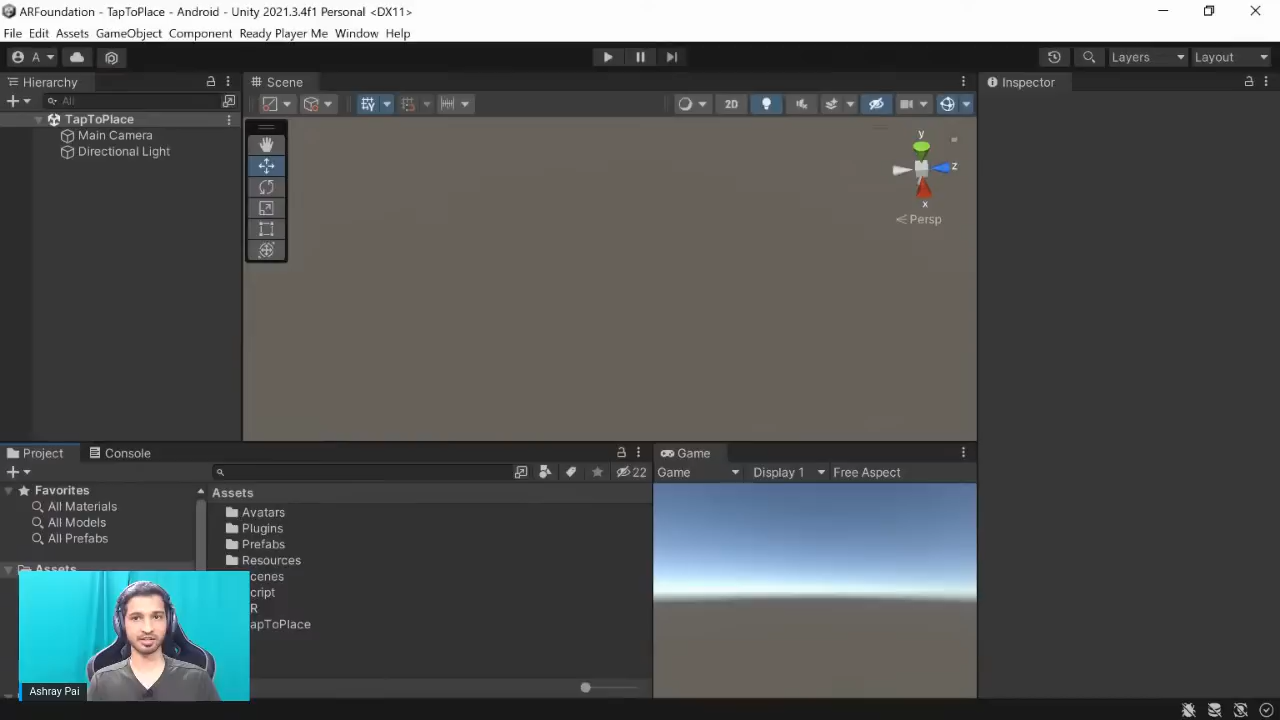 ARFoundation - TapToPlace - Android - Unity 2021.3.4f1 Personal <DX11>
File Edit Assets GameObject Component Ready Player Me Window Help
A Layers Layout
Hierarchy Scene Inspector
All 2D
TapToPlace
Main Camera
Directional Light
y
z
x
Persp
Project Console Game
22 Game Display 1 Free Aspect
Favorites Assets
All Materials Avatars
All Models Plugins
All Prefabs Prefabs
Resources
Assets
cenes
cript
R
apToPlace
Ashray Pai